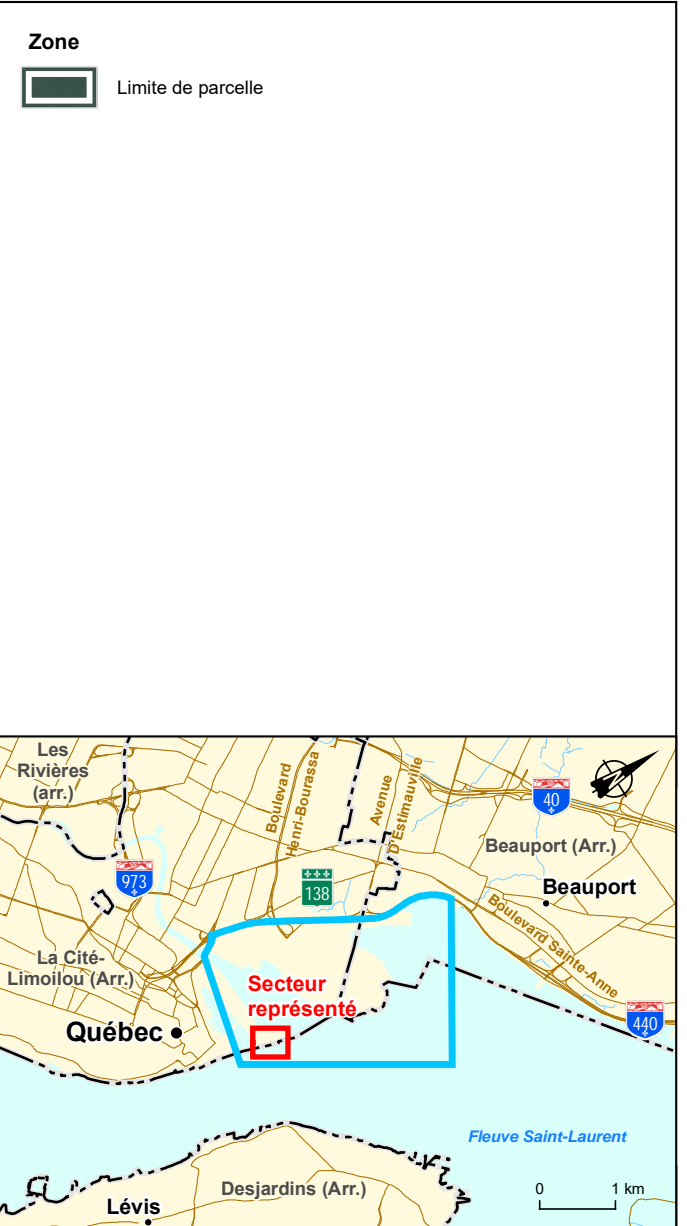 Zone
Limite de parcelle
Les
Rivières
(arr.)
Boulevard
Henri-Bourassa
Avenue
D'Estimauville
40
Beauport (Arr.)
973
138
Beauport
Boulevard Sainte-Anne
La Cité-
Limoilou (Arr.)
Secteur
représenté
Québec
440
Fleuve Saint-Laurent
Desjardins (Arr.)
0 1 km
Lévis